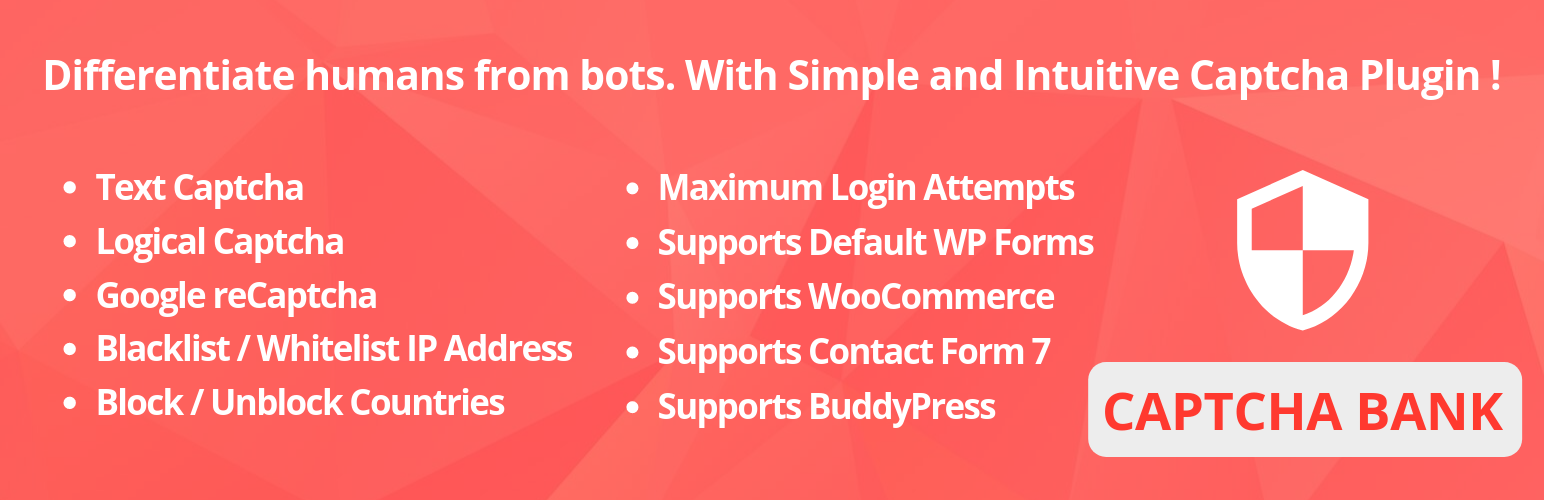 Differentiate humans from bots. With Simple and Intuitive Captcha Plugin !
• Text Captcha
• Logical Captcha
• Google reCaptcha
• Blacklist / Whitelist IP Address
• Block / Unblock Countries
• Maximum Login Attempts
• Supports Default WP Forms
• Supports WooCommerce
• Supports Contact Form 7
• Supports BuddyPress
CAPTCHA BANK